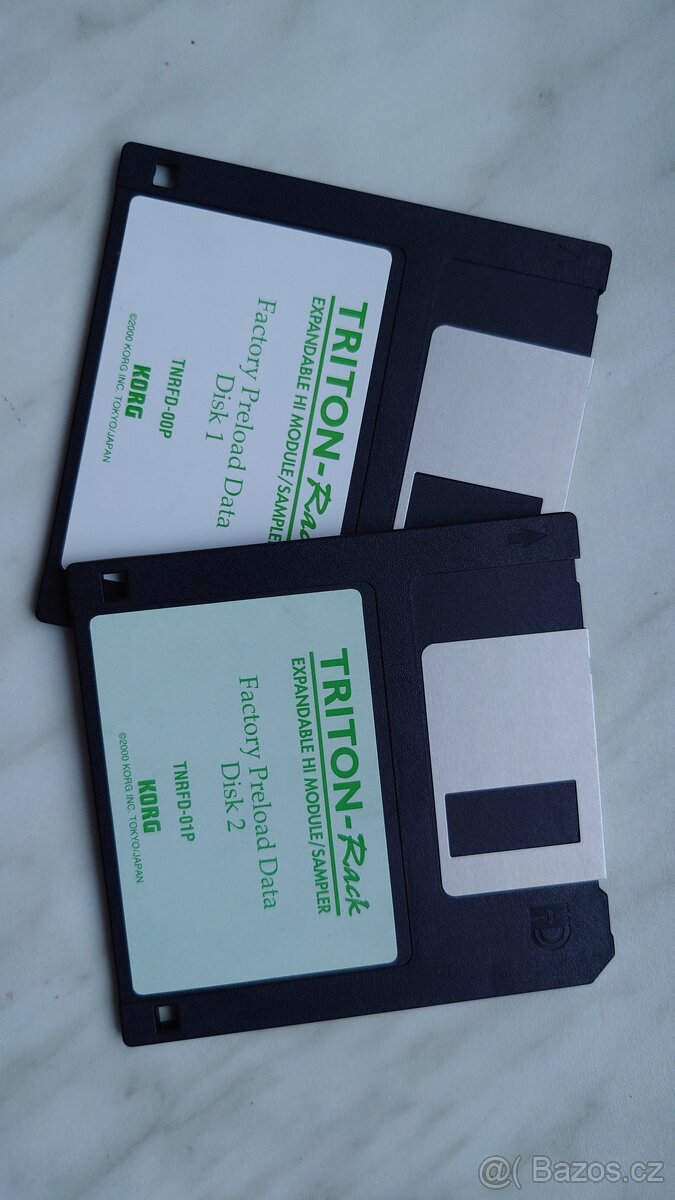 TRITON-Rac
EXPANDABLE HI MODULE/SAMPLE
Factory Preload Data
Disk 1
TNRFD-00P
KORG
©2000 KORG INC. TOKYO/JAPAN
TRITON-Rack
EXPANDABLE HI MODULE/SAMPLER
Factory Preload Data
Disk 2
TNRFD-01P
KORG
©2000 KORG INC. TOKYO/JAPAN
HD
@( Bazos.cz